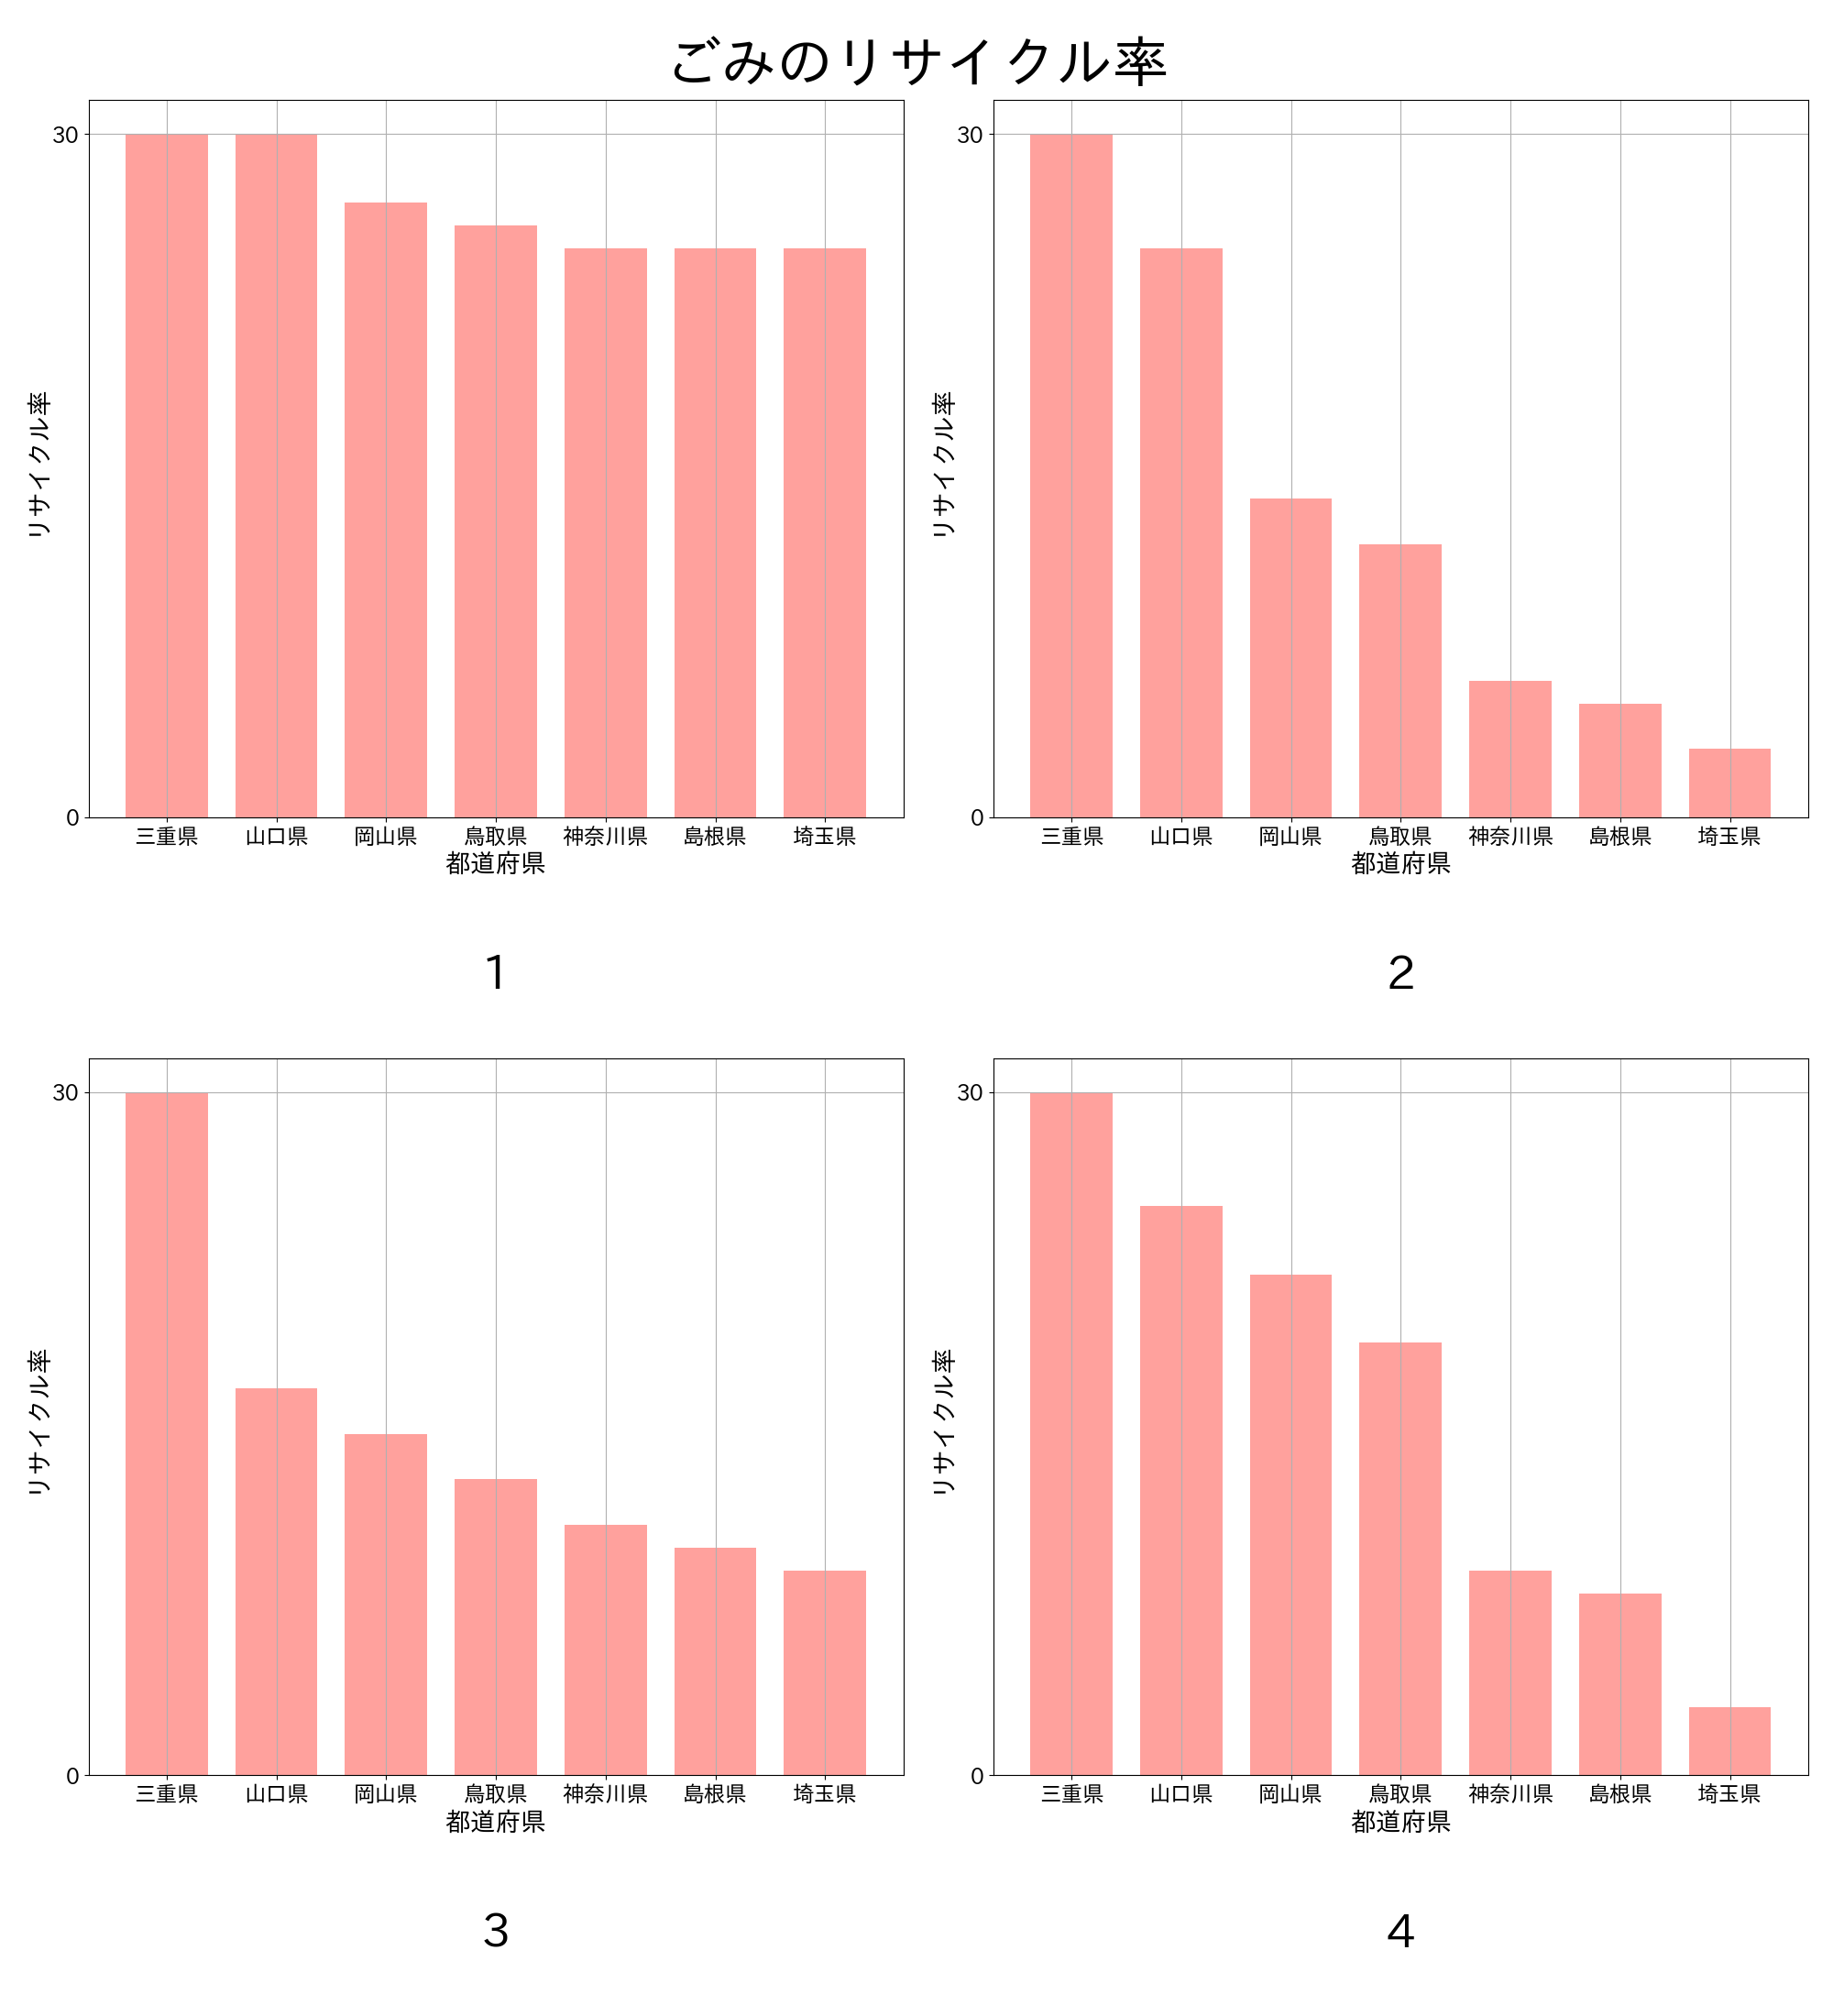 ごみのリサイクル率
30
0
リサイクル率
三重県 山口県 岡山県 鳥取県 神奈川県 島根県 埼玉県
都道府県
1
30
0
リサイクル率
三重県 山口県 岡山県 鳥取県 神奈川県 島根県 埼玉県
都道府県
2
30
0
リサイクル率
三重県 山口県 岡山県 鳥取県 神奈川県 島根県 埼玉県
都道府県
3
30
0
リサイクル率
三重県 山口県 岡山県 鳥取県 神奈川県 島根県 埼玉県
都道府県
4